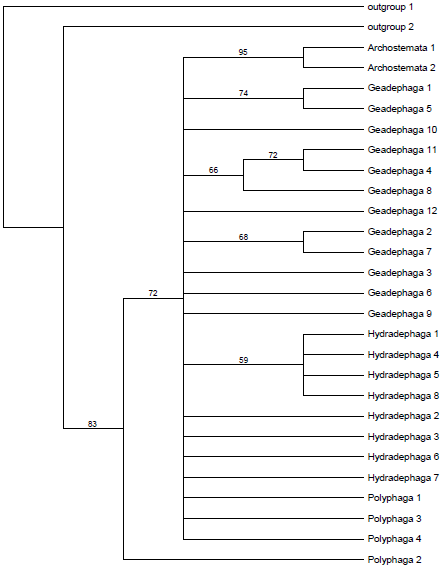 outgroup 1
outgroup 2
Archostemata 1
95
Archostemata 2
Geadephaga 1
74
Geadephaga 5
Geadephaga 10
Geadephaga 11
72
Geadephaga 4
66
Geadephaga 8
Geadephaga 12
Geadephaga 2
68
Geadephaga 7
Geadephaga 3
72
Geadephaga 6
Geadephaga 9
Hydradephaga 1
Hydradephaga 4
59
Hydradephaga 5
Hydradephaga 8
Hydradephaga 2
83
Hydradephaga 3
Hydradephaga 6
Hydradephaga 7
Polyphaga 1
Polyphaga 3
Polyphaga 4
Polyphaga 2